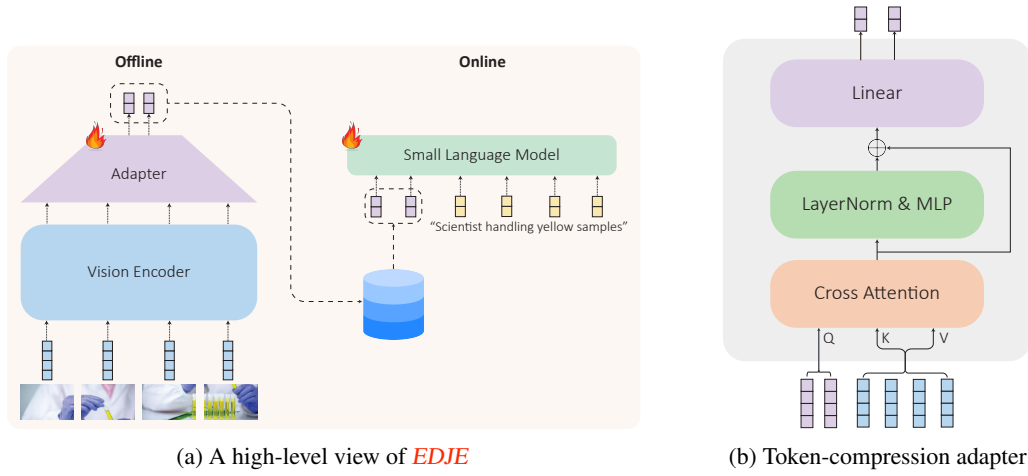 Offline
Online
Adapter
Small Language Model
"Scientist handling yellow samples"
Vision Encoder
(a) A high-level view of EDJE
Linear
LayerNorm & MLP
Cross Attention
Q
K
V
(b) Token-compression adapter